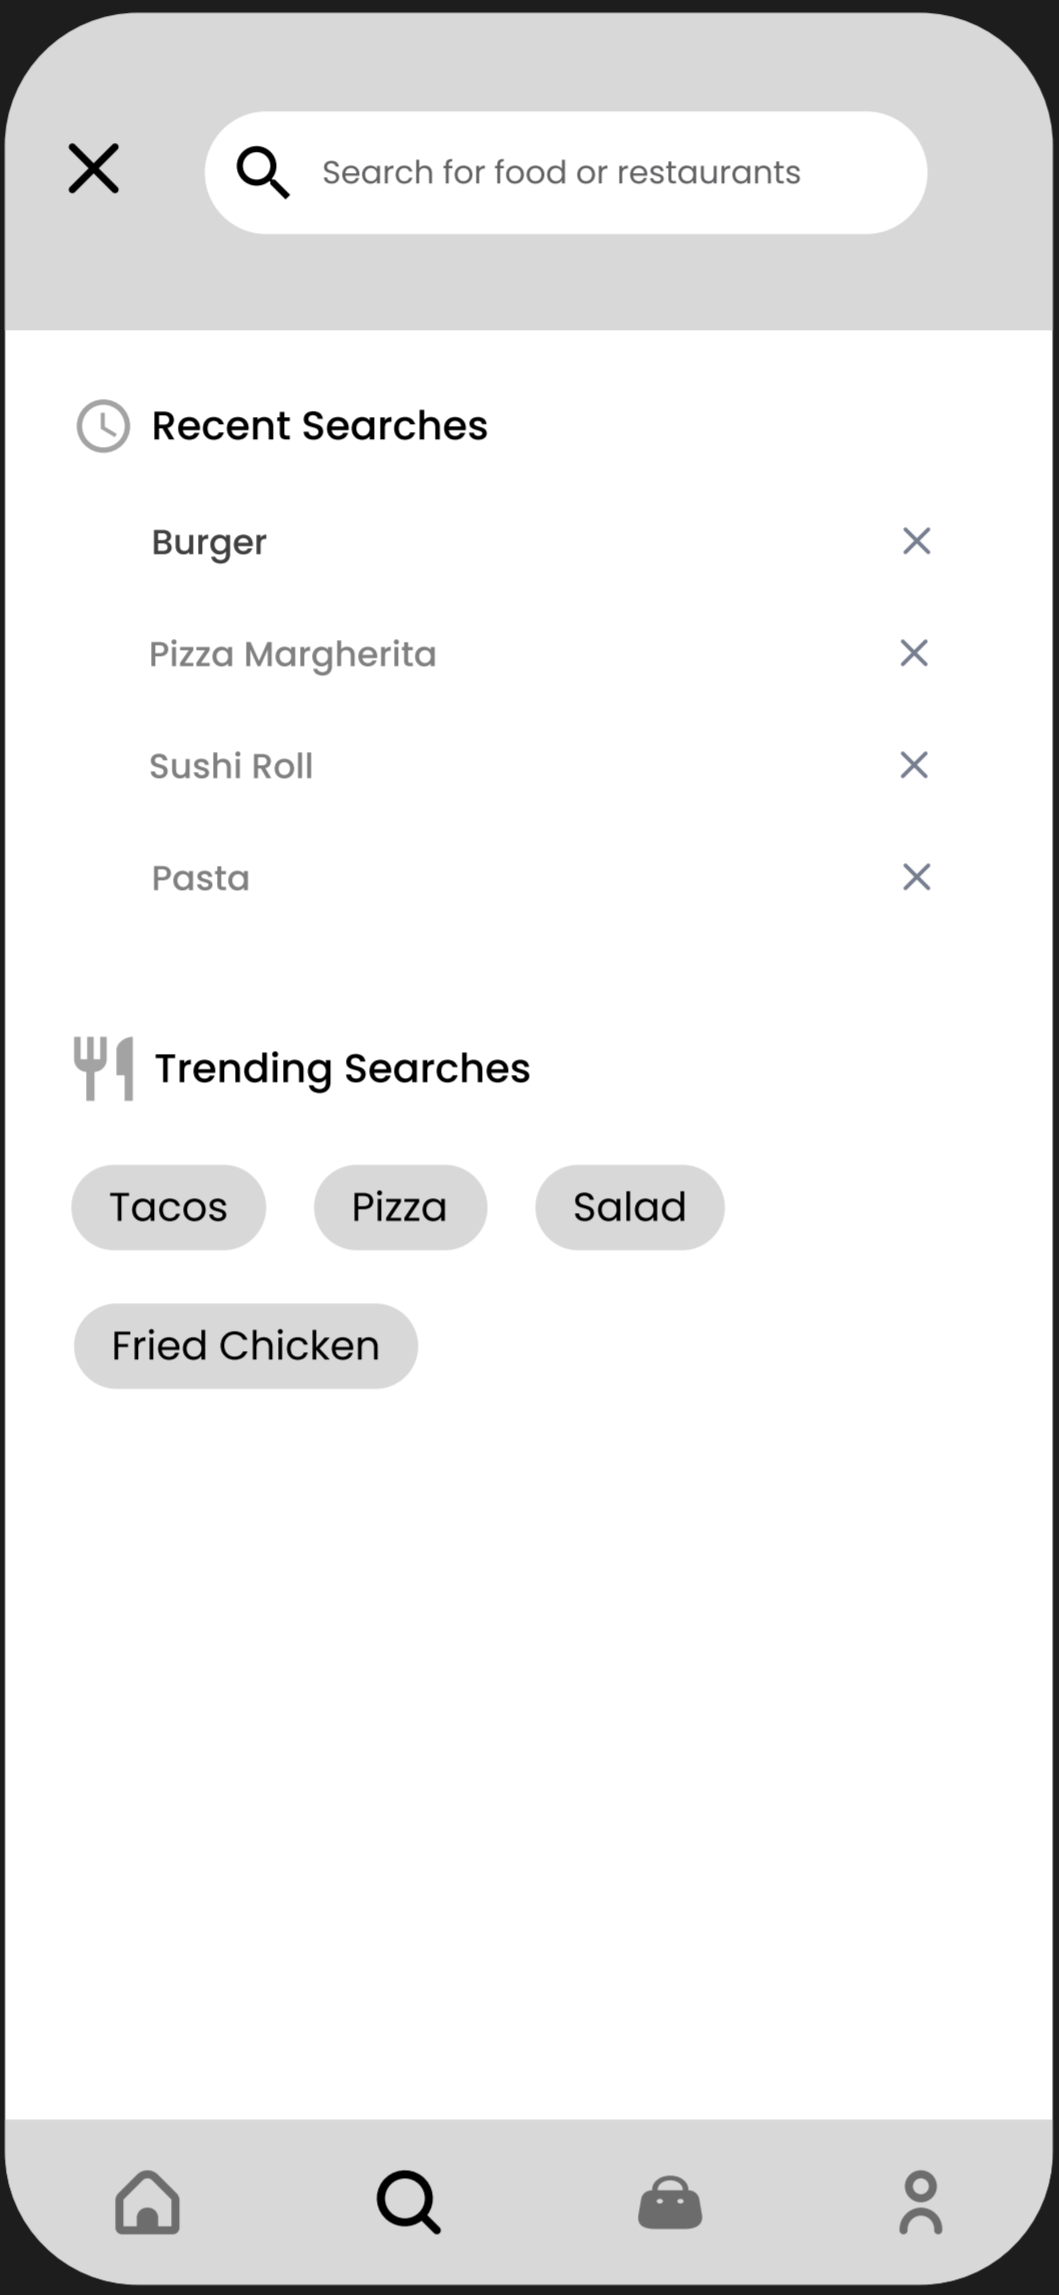 Search for food or restaurants
Recent Searches
Burger
Pizza Margherita
Sushi Roll
Pasta
Trending Searches
Tacos Pizza Salad
Fried Chicken